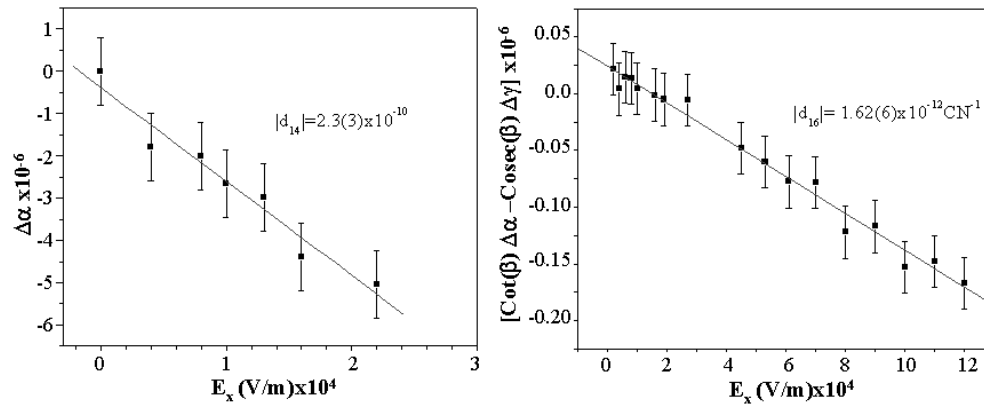 1
0
-1
-2
-3
-4
-5
-6
Δα x10-6
|d14|=2.3(3)x10-10
0
1
2
3
Ex (V/m)x104
0.05
0.0
-0.05
-0.10
-0.15
-0.20
[Cot(β) Δα –Cosec(β) Δγ] x10-6
|d16|=1.62(6)x10-12CN-1
0 2 4 6 8 10 12
Ex (V/m)x104